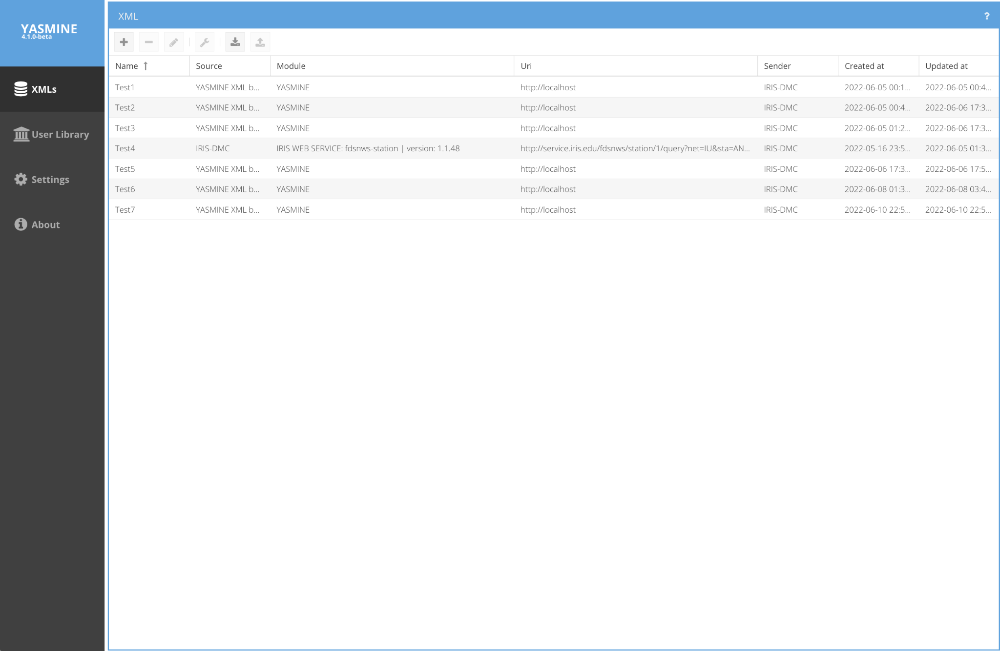 YASMINE
4.1.0-beta
XMLs
User Library
Settings
About
XML ?
Name Source Module Uri Sender Created at Updated at
Test1 YASMINE XML b... YASMINE http://localhost IRIS-DMC 2022-06-05 00:1... 2022-06-05 00:4...
Test2 YASMINE XML b... YASMINE http://localhost IRIS-DMC 2022-06-05 00:4... 2022-06-06 17:3...
Test3 YASMINE XML b... YASMINE http://localhost IRIS-DMC 2022-06-05 01:2... 2022-06-06 17:3...
Test4 IRIS-DMC IRIS WEB SERVICE: fdsnws-station | version: 1.1.48 http://service.iris.edu/fdsnws/station/1/query?net=IU&sta=AN... IRIS-DMC 2022-05-16 23:5... 2022-06-05 01:3...
Test5 YASMINE XML b... YASMINE http://localhost IRIS-DMC 2022-06-06 17:3... 2022-06-06 17:5...
Test6 YASMINE XML b... YASMINE http://localhost IRIS-DMC 2022-06-08 01:3... 2022-06-08 03:4...
Test7 YASMINE XML b... YASMINE http://localhost IRIS-DMC 2022-06-10 22:5... 2022-06-10 22:5...